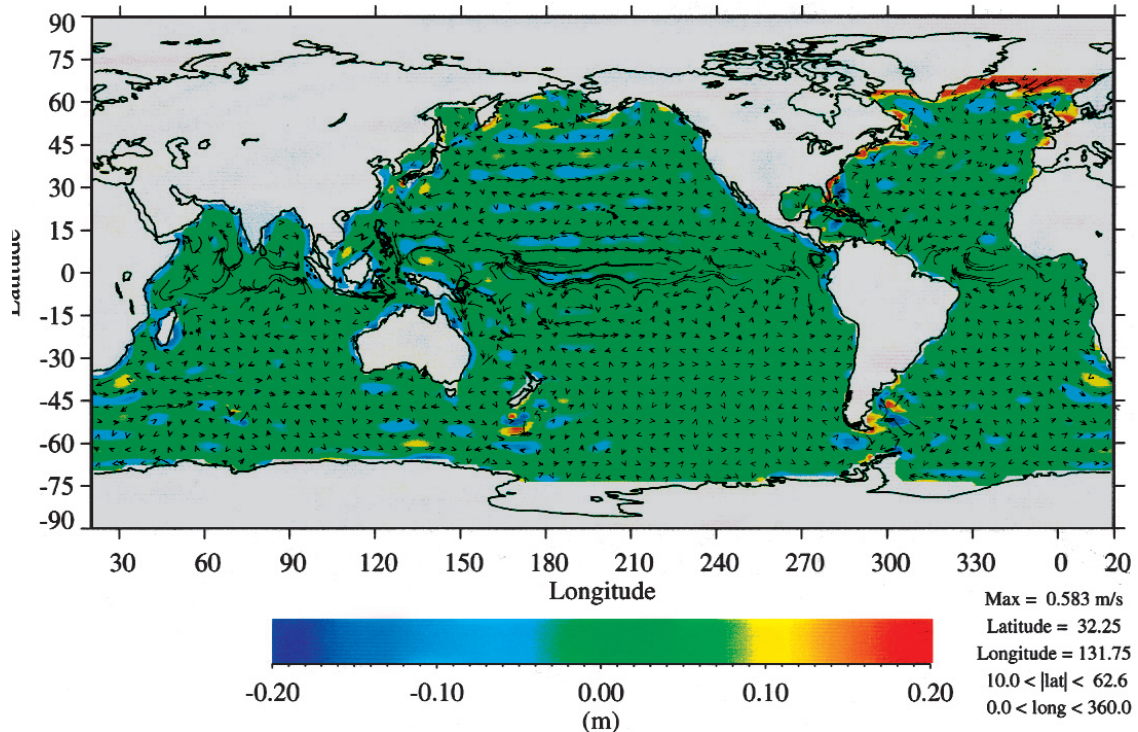 90
75
60
45
30
15
0
-15
-30
-45
-60
-75
-90
Latitude
30 60 90 120 150 180 210 240 270 300 330 0 20
Longitude
-0.20 -0.10 0.00 0.10 0.20
(m)
Max = 0.583 m/s
Latitude = 32.25
Longitude = 131.75
10.0 < |lat| < 62.6
0.0 < long < 360.0